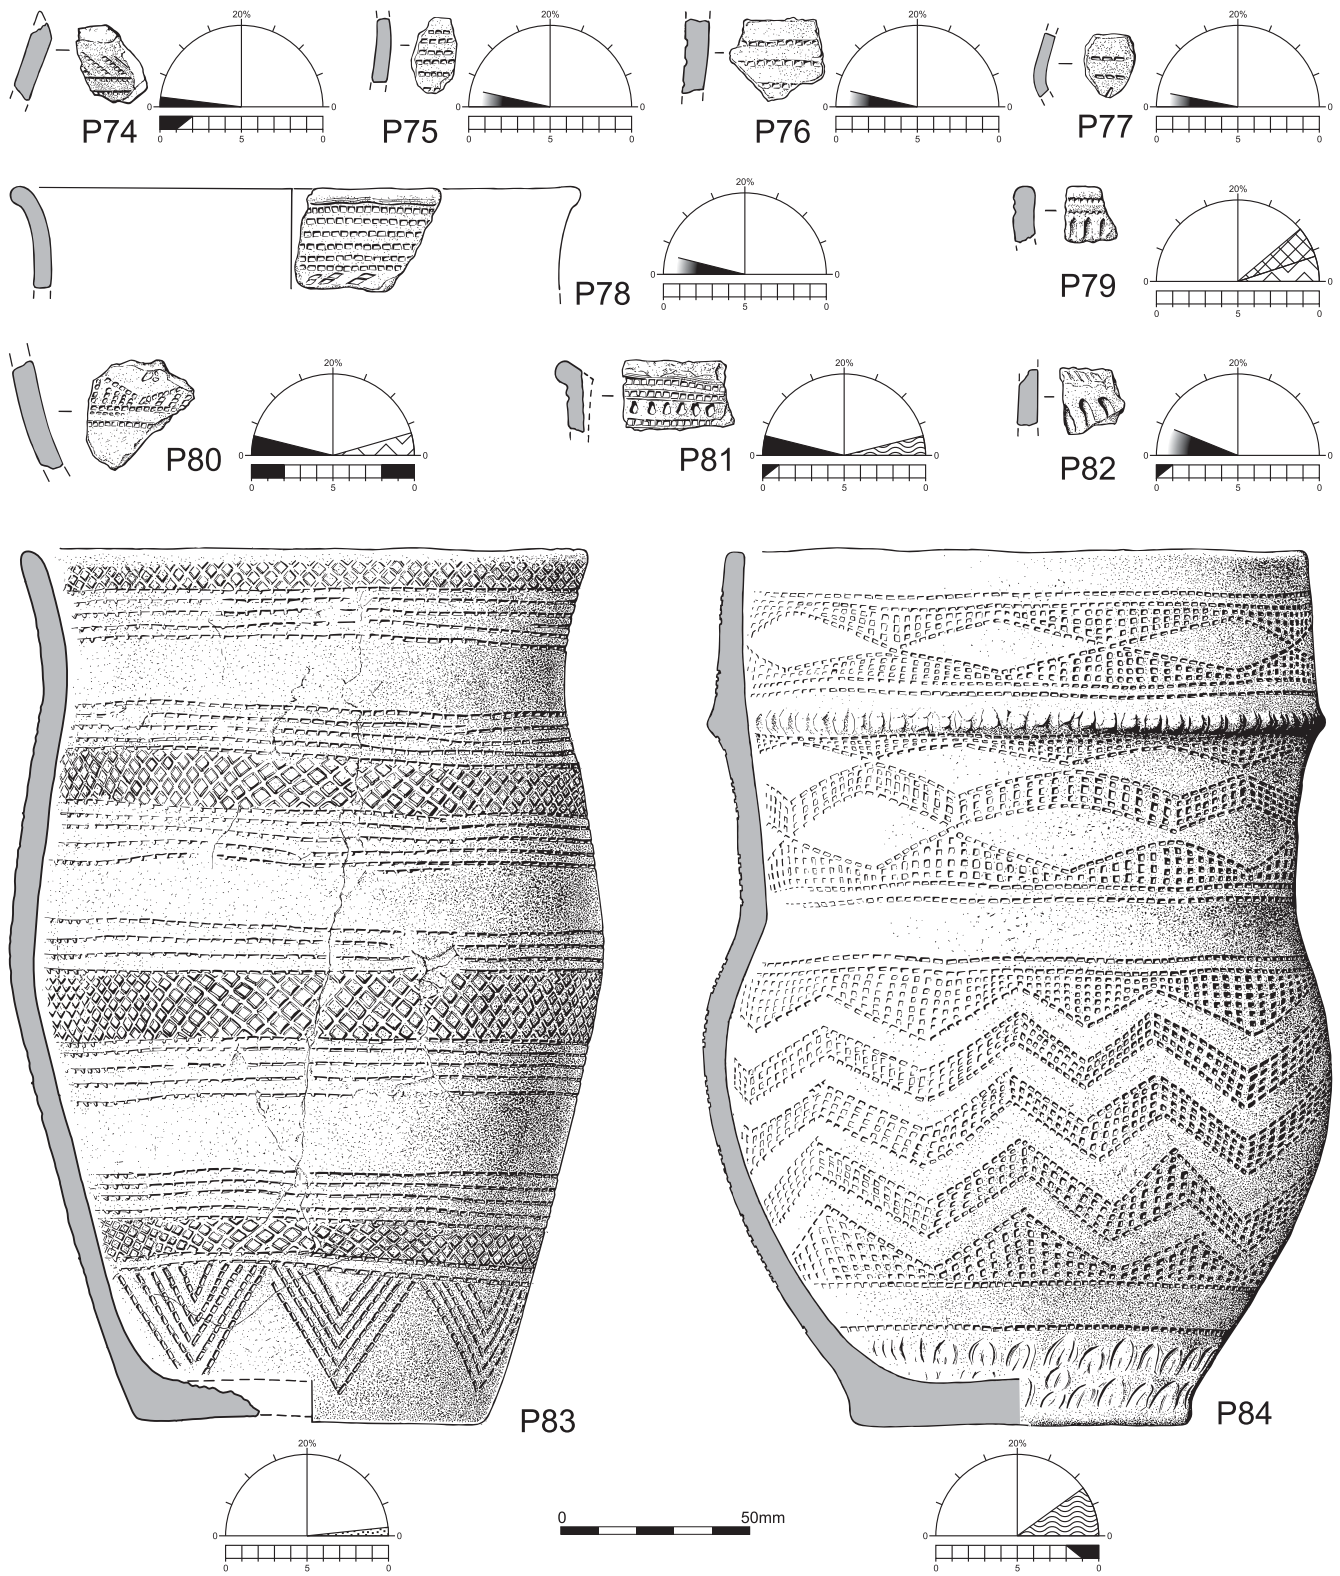 20% 20% 20% 20%
0 0 0 0 0 0 0 0
P74 P75 P76 P77
0 5 0 0 5 0 0 5 0 0 5 0
20% 20%
P78 0 0 P79 0 0
0 5 0 0 5 0
20% 20% 20%
P80 0 0 P81 0 0 P82 0 0
0 5 0 0 5 0 0 5 0
P83 P84
20% 20%
0 50mm
0 0 0 0
0 5 0 0 5 0